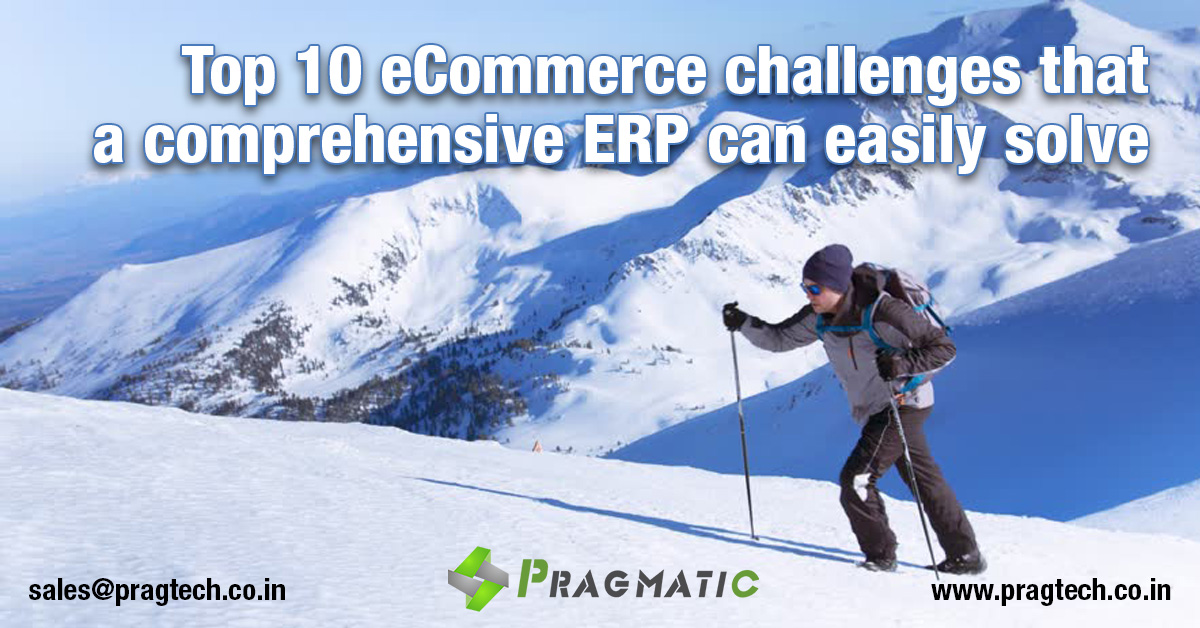 Top 10 eCommerce challenges that
a comprehensive ERP can easily solve
sales@pragtech.co.in
PRAGMATIC
www.pragtech.co.in